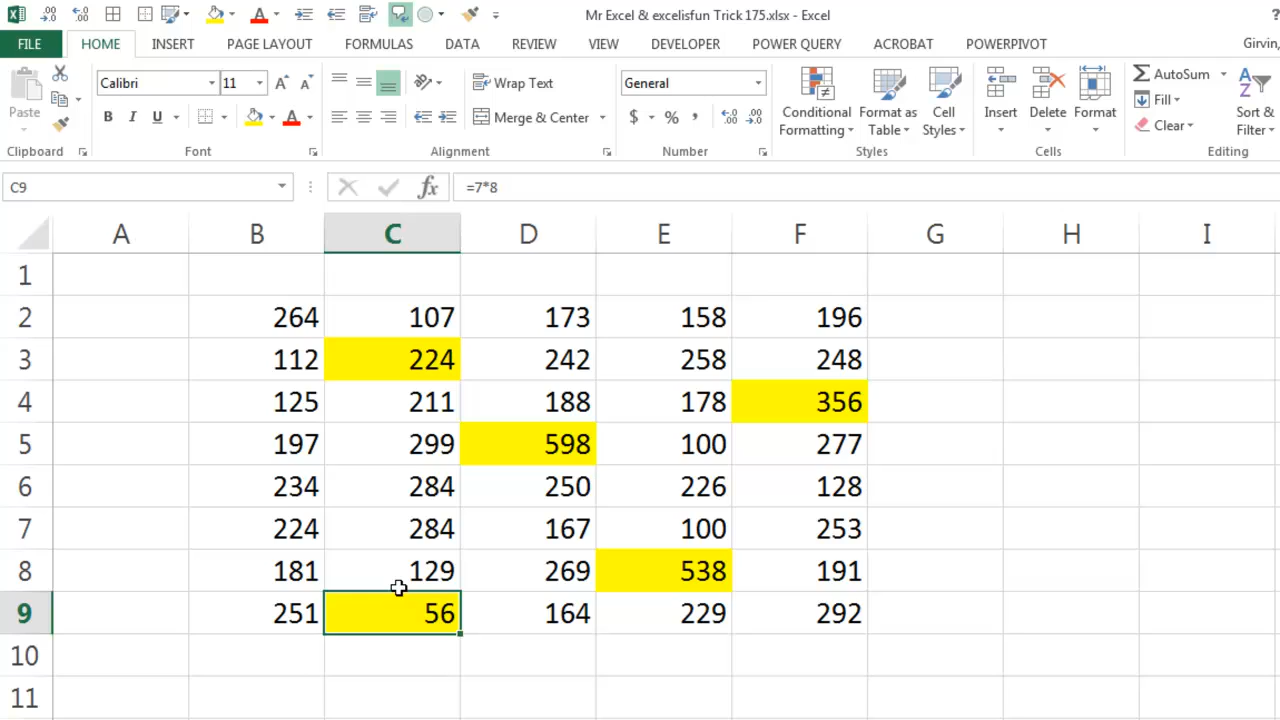 Mr Excel & excelisfun Trick 175.xlsx - Excel ?
FILE HOME INSERT PAGE LAYOUT FORMULAS DATA REVIEW VIEW DEVELOPER POWER QUERY ACROBAT POWERPIVOT Girvin,
Calibri 11 Wrap Text General AutoSum
Paste Fill
B I U Merge & Center $ % Conditional Formatting Format as Table Cell Styles Insert Delete Format Clear Sort & Filter
Clipboard Font Alignment Number Styles Cells Editing
C9 fx =7*8
A B C D E F G H I
1
2 264 107 173 158 196
3 112 224 242 258 248
4 125 211 188 178 356
5 197 299 598 100 277
6 234 284 250 226 128
7 224 284 167 100 253
8 181 129 269 538 191
9 251 56 164 229 292
10
11